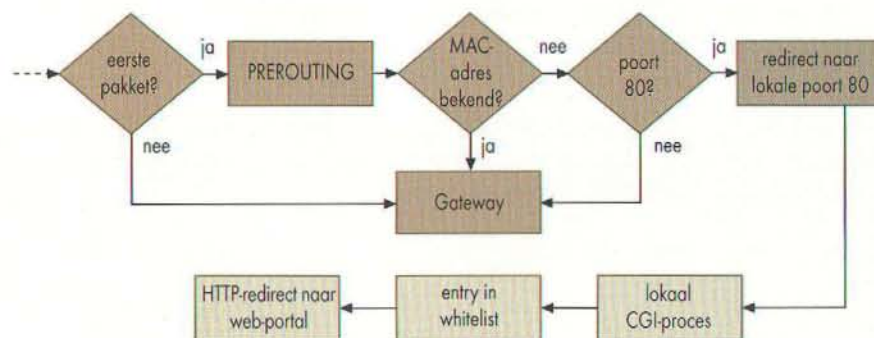 eerste
pakket?
ja
PREROUTING
MAC-
adres
bekend?
nee
poort
80?
ja
redirect naar
lokale poort 80
nee
ja
nee
Gateway
HTTP-redirect naar
web-portal
entry in
whitelist
lokaal
CGI-proces